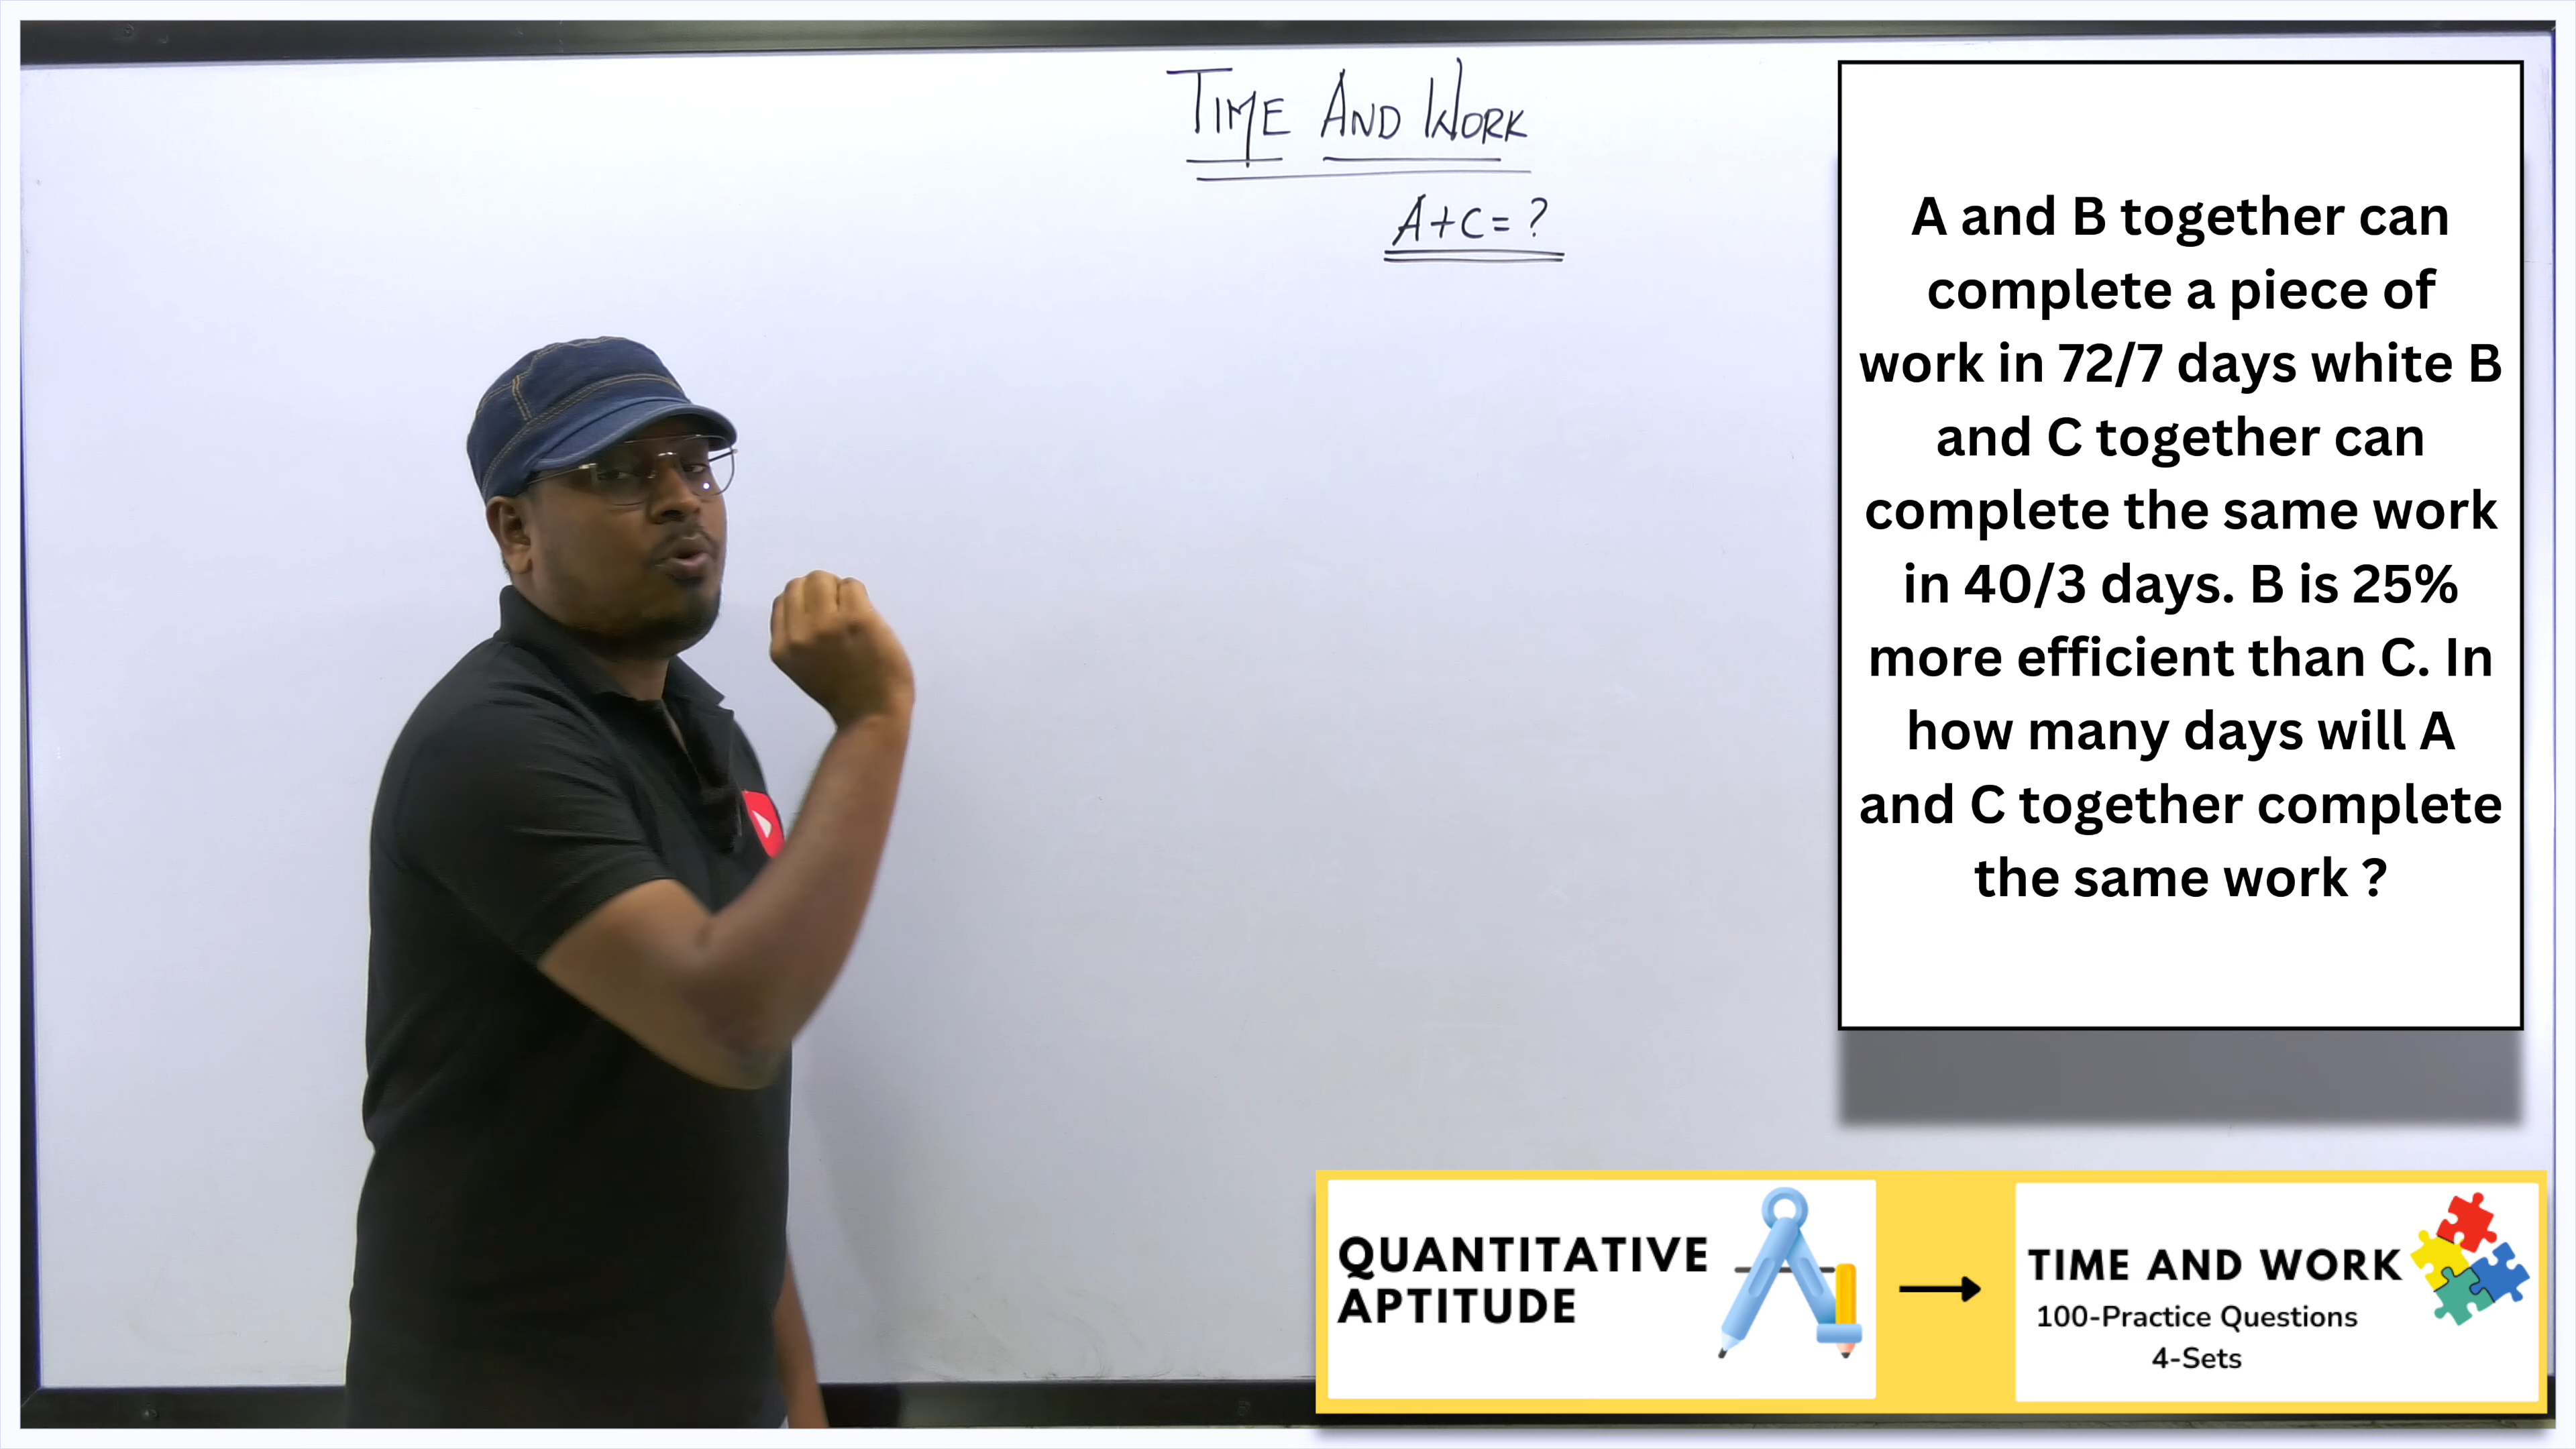 TIME AND WORK
A+C=?
A and B together can
complete a piece of
work in 72/7 days white B
and C together can
complete the same work
in 40/3 days. B is 25%
more efficient than C. In
how many days will A
and C together complete
the same work ?
QUANTITATIVE
APTITUDE
TIME AND WORK
100-Practice Questions
4-Sets